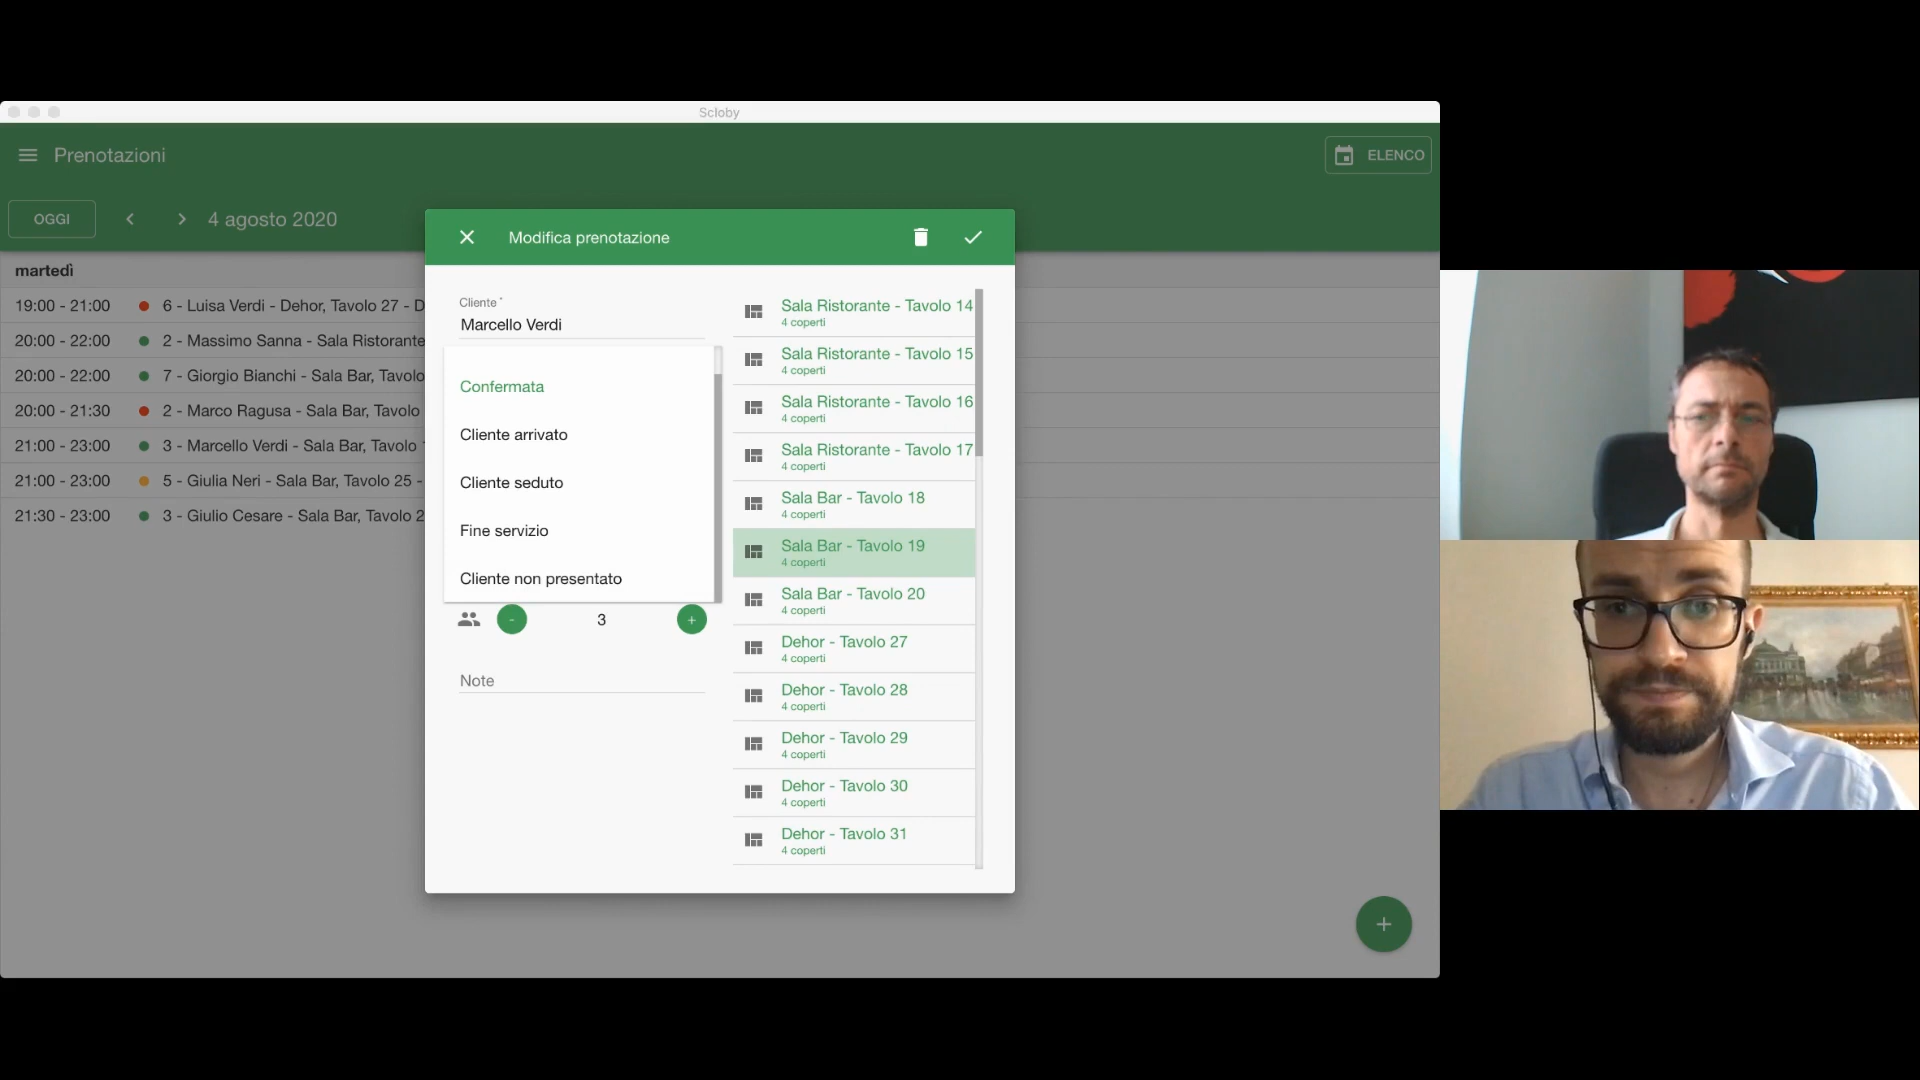 Scloby
Prenotazioni
ELENCO
OGGI
4 agosto 2020
martedì
19:00 - 21:00 6 - Luisa Verdi - Dehor, Tavolo 27 - D
20:00 - 22:00 2 - Massimo Sanna - Sala Ristorante
20:00 - 22:00 7 - Giorgio Bianchi - Sala Bar, Tavolo
20:00 - 21:30 2 - Marco Ragusa - Sala Bar, Tavolo
21:00 - 23:00 3 - Marcello Verdi - Sala Bar, Tavolo
21:00 - 23:00 5 - Giulia Neri - Sala Bar, Tavolo 25 -
21:30 - 23:00 3 - Giulio Cesare - Sala Bar, Tavolo 2
Modifica prenotazione
Cliente *
Marcello Verdi
Confermata
Cliente arrivato
Cliente seduto
Fine servizio
Cliente non presentato
- 3 +
Note
Sala Ristorante - Tavolo 14
4 coperti
Sala Ristorante - Tavolo 15
4 coperti
Sala Ristorante - Tavolo 16
4 coperti
Sala Ristorante - Tavolo 17
4 coperti
Sala Bar - Tavolo 18
4 coperti
Sala Bar - Tavolo 19
4 coperti
Sala Bar - Tavolo 20
4 coperti
Dehor - Tavolo 27
4 coperti
Dehor - Tavolo 28
4 coperti
Dehor - Tavolo 29
4 coperti
Dehor - Tavolo 30
4 coperti
Dehor - Tavolo 31
4 coperti
+